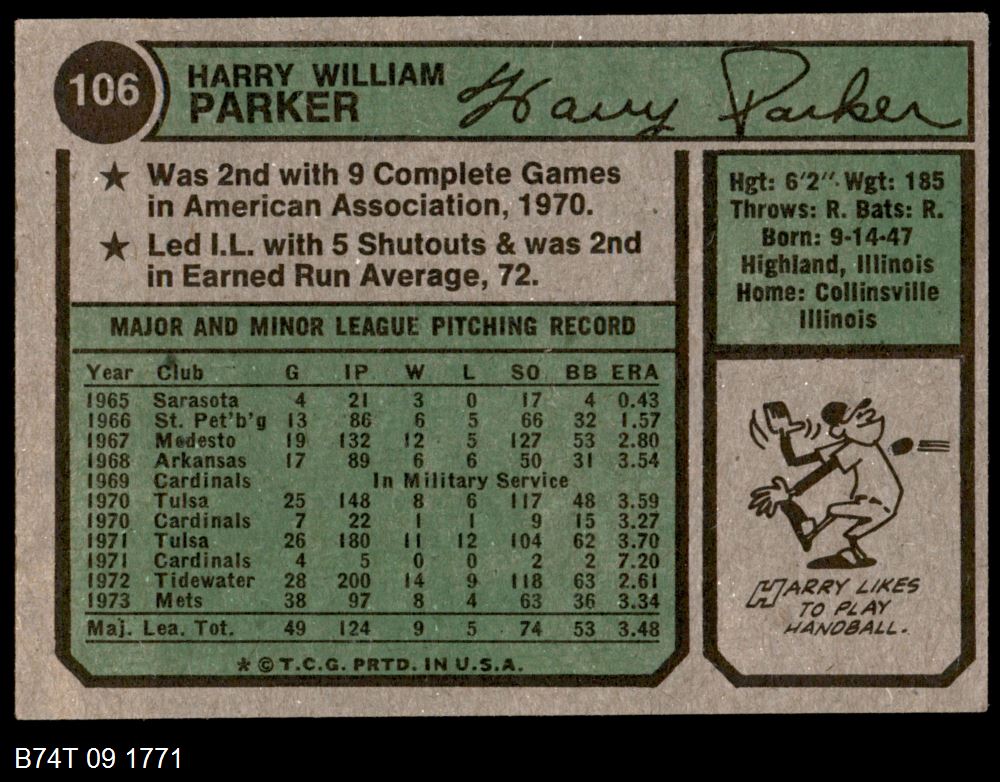 106
HARRY WILLIAM
PARKER
Harry Parker
★ Was 2nd with 9 Complete Games
in American Association, 1970.
★ Led I.L. with 5 Shutouts & was 2nd
in Earned Run Average, 72.
MAJOR AND MINOR LEAGUE PITCHING RECORD
Year Club G IP W L SO BB ERA
1965 Sarasota 4 21 3 0 17 4 0.43
1966 St. Pet'b'g 13 86 6 5 66 32 1.57
1967 Modesto 19 132 12 5 127 53 2.80
1968 Arkansas 17 89 6 6 50 31 3.54
1969 Cardinals In Military Service
1970 Tulsa 25 148 8 6 117 48 3.59
1970 Cardinals 7 22 1 1 9 15 3.27
1971 Tulsa 26 180 11 12 104 62 3.70
1971 Cardinals 4 5 0 0 2 2 7.20
1972 Tidewater 28 200 14 9 118 63 2.61
1973 Mets 38 97 8 4 63 36 3.34
Maj. Lea. Tot. 49 124 9 5 74 53 3.48
* © T.C.G. PRTD. IN U.S.A.
Hgt: 6'2" Wgt: 185
Throws: R. Bats: R.
Born: 9-14-47
Highland, Illinois
Home: Collinsville
Illinois
HARRY LIKES
TO PLAY
HANDBALL.
B74T 09 1771